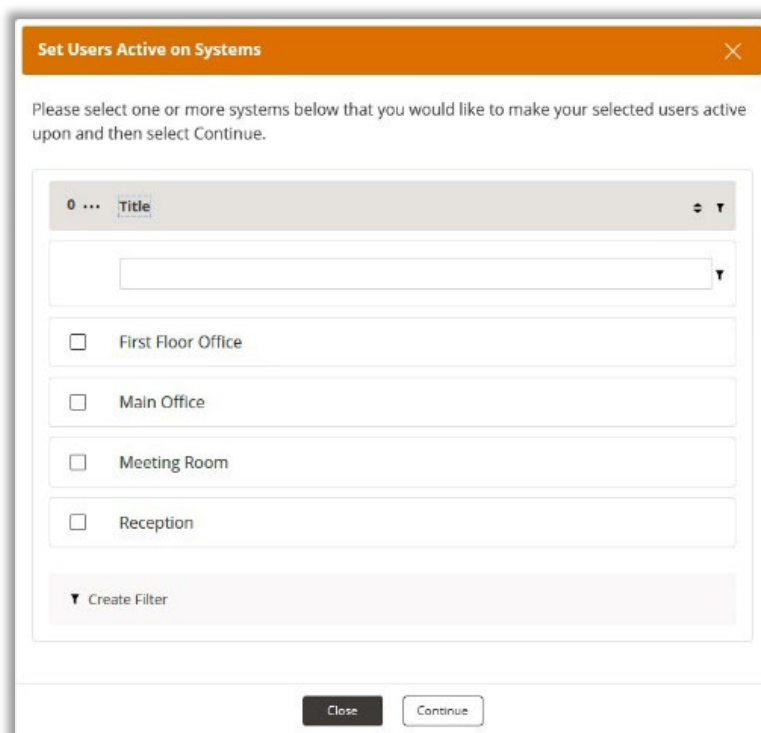 Set Users Active on Systems
Please select one or more systems below that you would like to make your selected users active
upon and then select Continue.
0 ... Title
First Floor Office
Main Office
Meeting Room
Reception
Create Filter
Close Continue